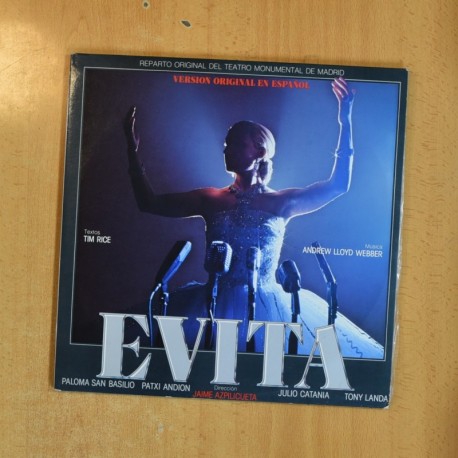 REPARTO ORIGINAL DEL TEATRO MONUMENTAL DE MADRID
VERSION ORIGINAL EN ESPAÑOL
Textos
TIM RICE
Música
ANDREW LLOYD WEBBER
EVITA
PALOMA SAN BASILIO PATXI ANDION Dirección JULIO CATANIA TONY LANDA
JAIME AZPILICUETA